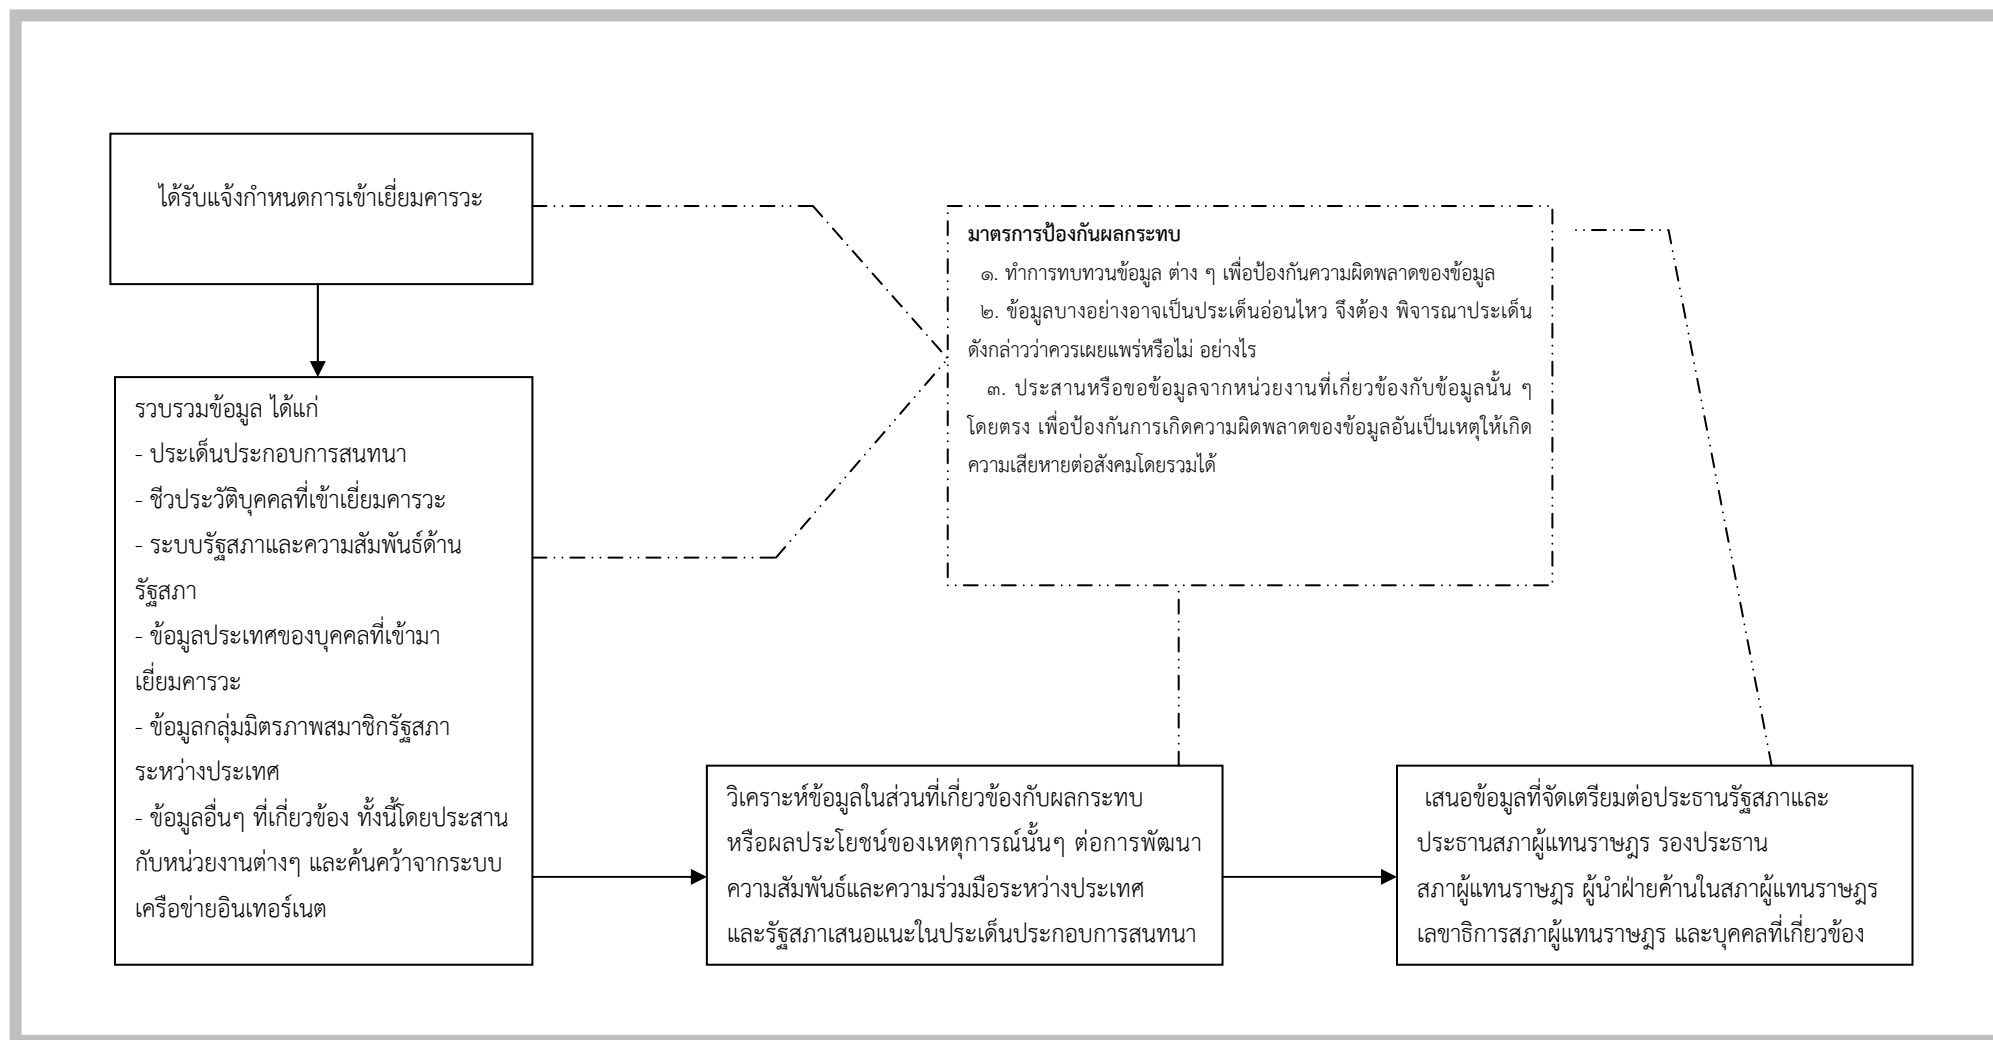 ได้รับแจ้งกำหนดการเข้าเยี่ยมคารวะ
มาตรการป้องกันผลกระทบ
๑. ทำการทบทวนข้อมูล ต่าง ๆ เพื่อป้องกันความผิดพลาดของข้อมูล
๒. ข้อมูลบางอย่างอาจเป็นประเด็นอ่อนไหว จึงต้อง พิจารณาประเด็น
ดังกล่าวว่าควรเผยแพร่หรือไม่ อย่างไร
๓. ประสานหรือขอข้อมูลจากหน่วยงานที่เกี่ยวข้องกับข้อมูลนั้น ๆ
โดยตรง เพื่อป้องกันการเกิดความผิดพลาดของข้อมูลอันเป็นเหตุให้เกิด
ความเสียหายต่อสังคมโดยรวมได้
รวบรวมข้อมูล ได้แก่
- ประเด็นประกอบการสนทนา
- ชีวประวัติบุคคลที่เข้าเยี่ยมคารวะ
- ระบบรัฐสภาและความสัมพันธ์ด้าน
รัฐสภา
- ข้อมูลประเทศของบุคคลที่เข้ามา
เยี่ยมคารวะ
- ข้อมูลกลุ่มมิตรภาพสมาชิกรัฐสภา
ระหว่างประเทศ
- ข้อมูลอื่นๆ ที่เกี่ยวข้อง ทั้งนี้โดยประสาน
กับหน่วยงานต่างๆ และค้นคว้าจากระบบ
เครือข่ายอินเทอร์เนต
วิเคราะห์ข้อมูลในส่วนที่เกี่ยวข้องกับผลกระทบ
หรือผลประโยชน์ของเหตุการณ์นั้นๆ ต่อการพัฒนา
ความสัมพันธ์และความร่วมมือระหว่างประเทศ
และรัฐสภาเสนอแนะในประเด็นประกอบการสนทนา
เสนอข้อมูลที่จัดเตรียมต่อประธานรัฐสภาและ
ประธานสภาผู้แทนราษฎร รองประธาน
สภาผู้แทนราษฎร ผู้นำฝ่ายค้านในสภาผู้แทนราษฎร
เลขาธิการสภาผู้แทนราษฎร และบุคคลที่เกี่ยวข้อง